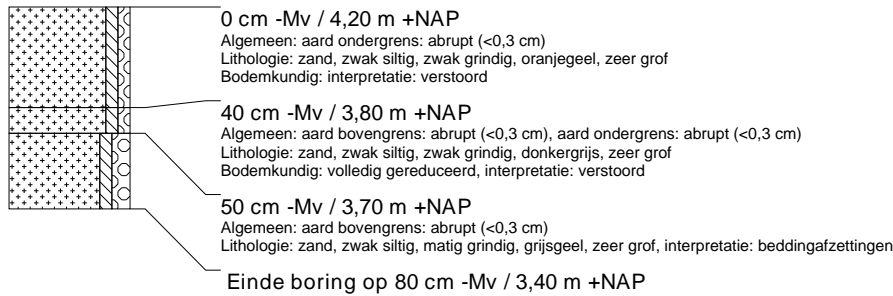 0 cm -Mv / 4,20 m +NAP
Algemeen: aard ondergrens: abrupt (<0,3 cm)
Lithologie: zand, zwak siltig, zwak grindig, oranjegeel, zeer grof
Bodemkundig: interpretatie: verstoord
40 cm -Mv / 3,80 m +NAP
Algemeen: aard bovengrens: abrupt (<0,3 cm), aard ondergrens: abrupt (<0,3 cm)
Lithologie: zand, zwak siltig, zwak grindig, donkergrijs, zeer grof
Bodemkundig: volledig gereduceerd, interpretatie: verstoord
50 cm -Mv / 3,70 m +NAP
Algemeen: aard bovengrens: abrupt (<0,3 cm)
Lithologie: zand, zwak siltig, matig grindig, grijsgeel, zeer grof, interpretatie: beddingafzettingen
Einde boring op 80 cm -Mv / 3,40 m +NAP